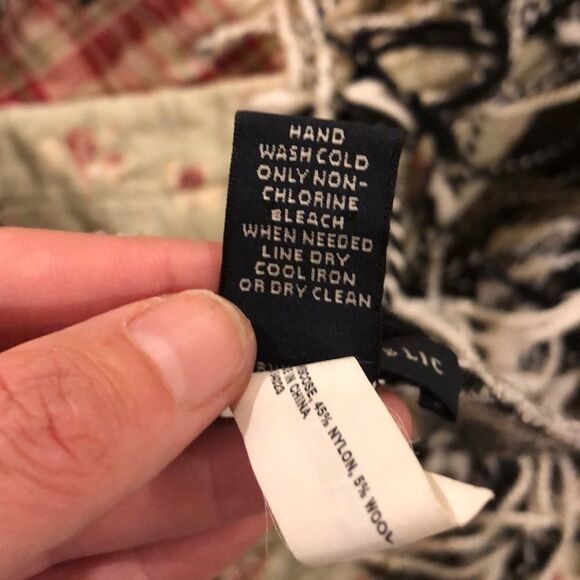 HAND
WASH COLD
ONLY NON-
CHLORINE
BLEACH
WHEN NEEDED
LINE DRY
COOL IRON
OR DRY CLEAN
45% NYLON, 5% WOOL
IN CHINA